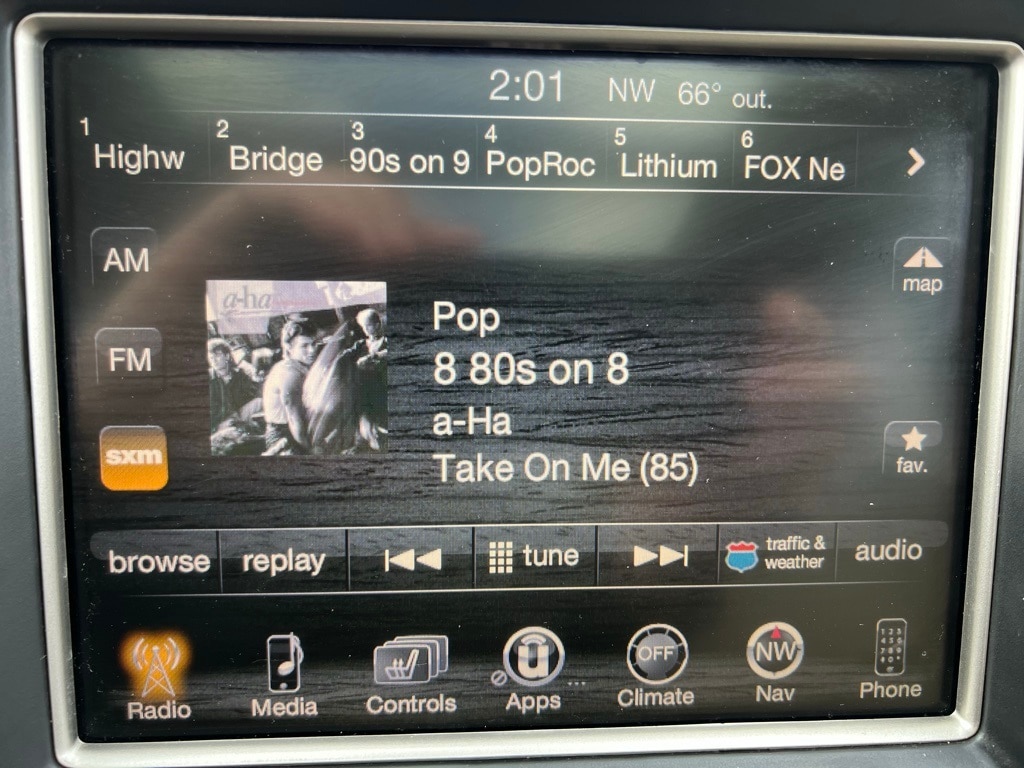 2:01 NW 66° out.
1 2 3 4 5 6
Highw Bridge 90s on 9 PopRoc Lithium FOX Ne
AM
map
a-ha
Pop
FM
8 80s on 8
a-Ha
fav.
sxm
Take On Me (85)
browse replay tune traffic & weather audio
OFF NW
Radio Media Controls Apps ... Climate Nav Phone